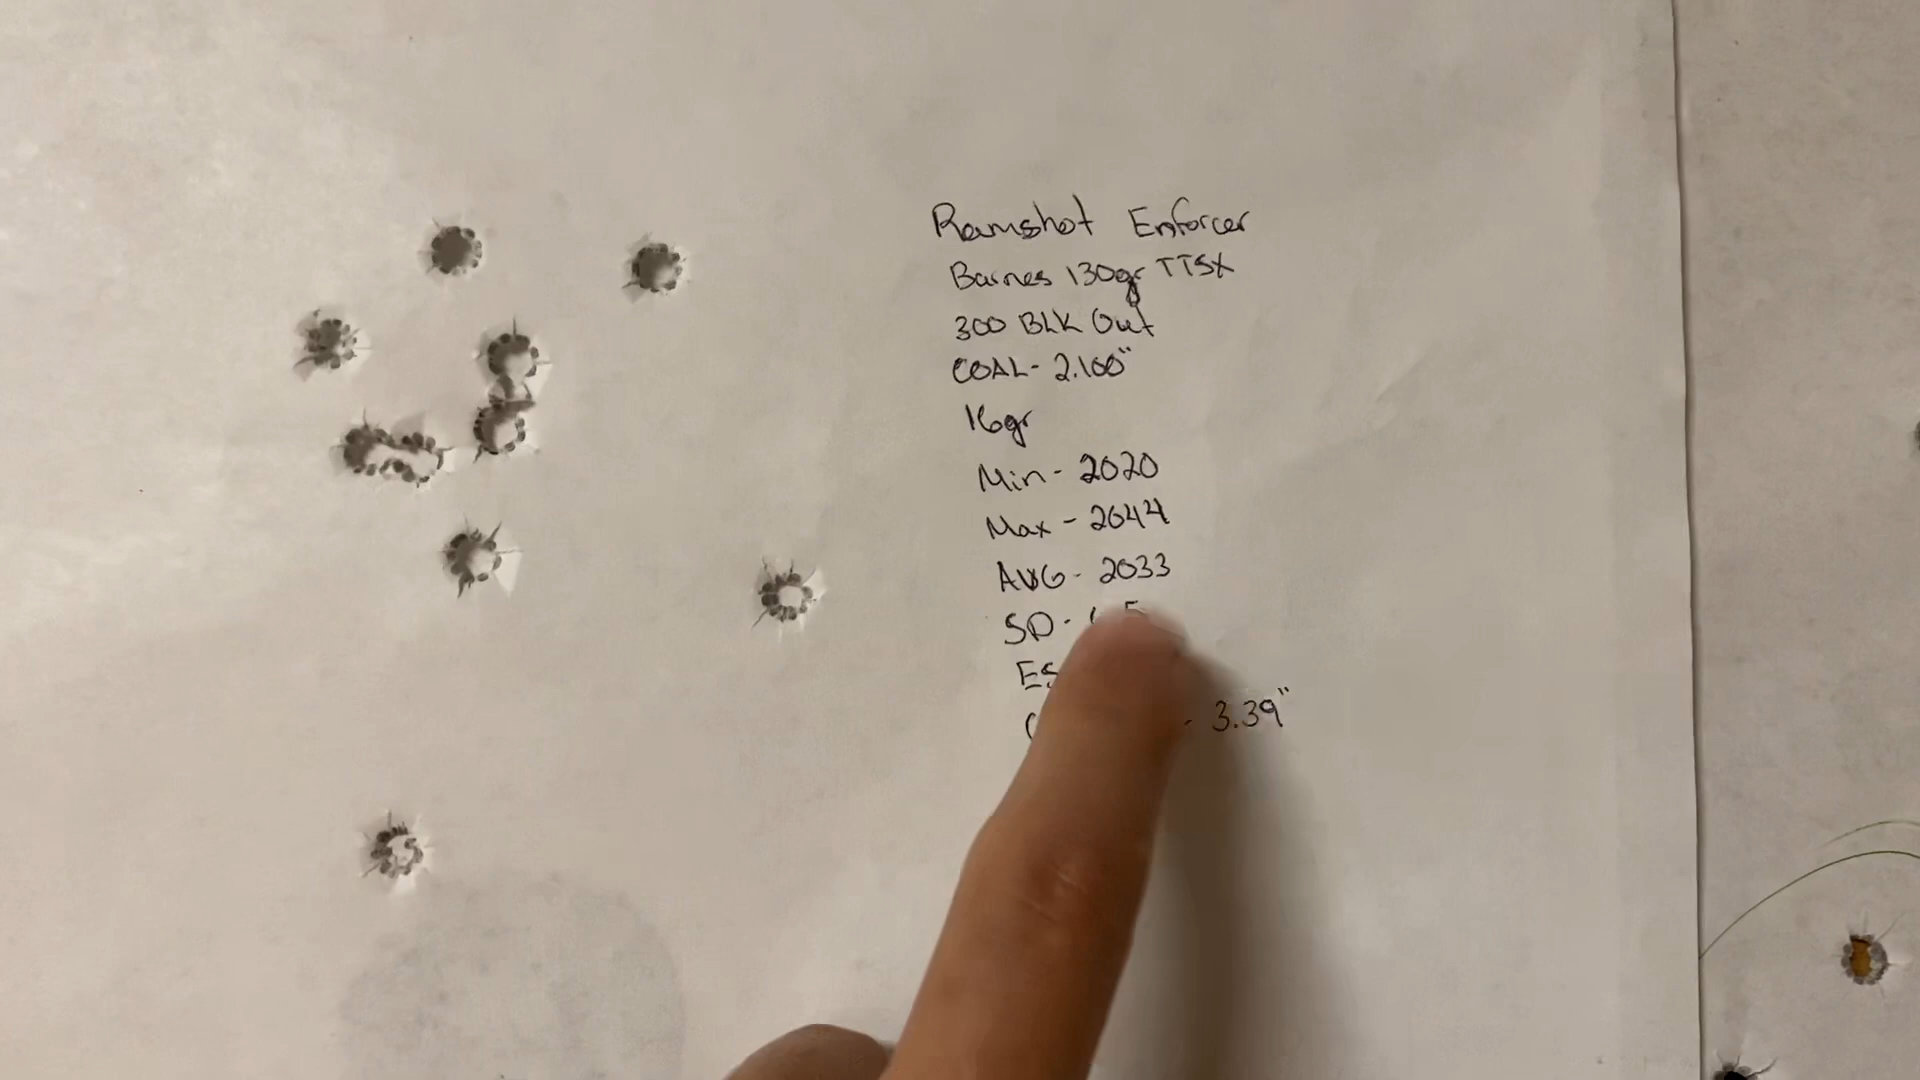 Ramshot Enforcer
Barnes 130gr TTSX
300 BLK Out
COAL- 2.100"
16gr
Min- 2020
Max - 2044
AVG - 2033
SD-
ES
- 3.39"